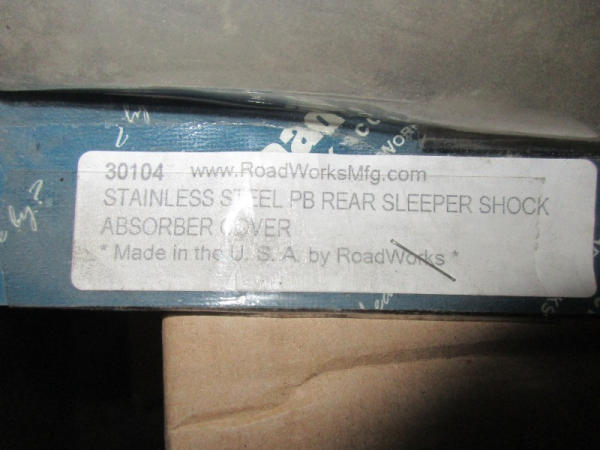 30104 www.RoadWorksMfg.com
STAINLESS STEEL PB REAR SLEEPER SHOCK
ABSORBER COVER
* Made in the U. S. A. by RoadWorks *